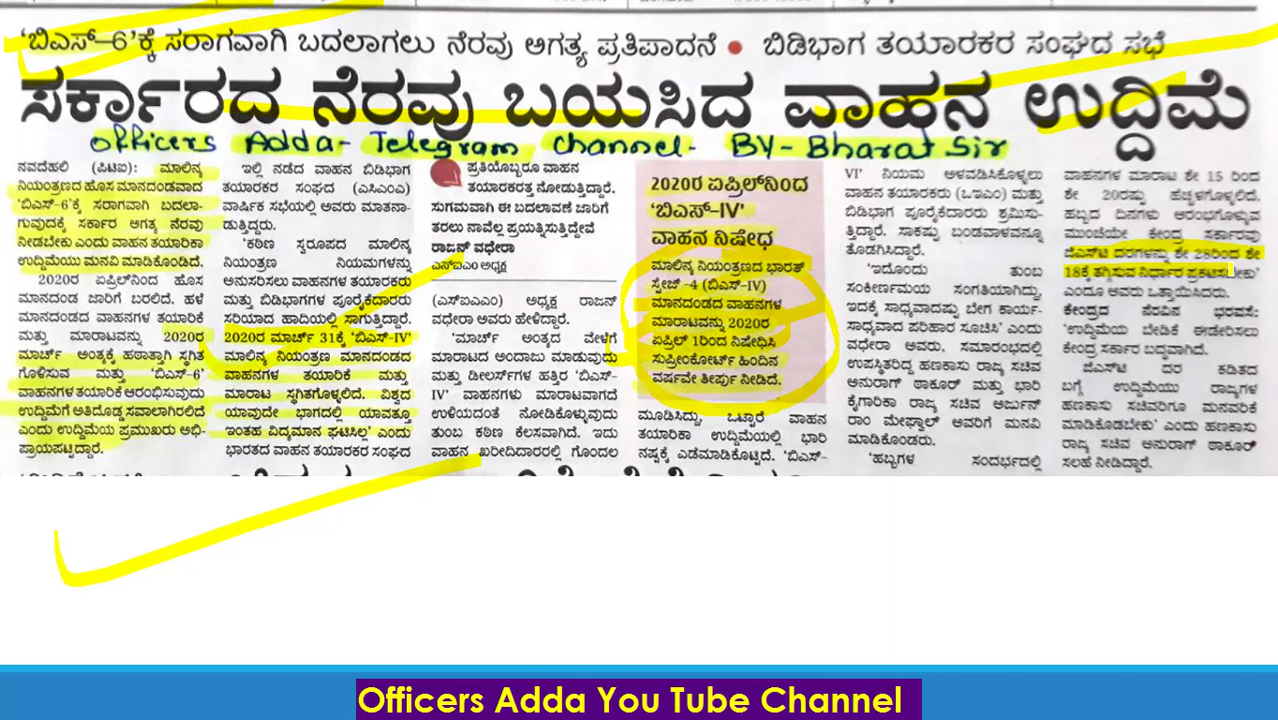 'ಬಿಎಸ್–6'ಕ್ಕೆ ಸರಾಗವಾಗಿ ಬದಲಾಗಲು ನೆರವು ಅಗತ್ಯ ಪ್ರತಿಪಾದನೆ ● ಬಿಡಿಭಾಗ ತಯಾರಕರ ಸಂಘದ ಸಭೆ
ಸರ್ಕಾರದ ನೆರವು ಬಯಸಿದ ವಾಹನ ಉದ್ದಿಮೆ
officers Adda- Telegram Channel- By- Bharat Sir
ನವದೆಹಲಿ (ಪಿಟಿಐ): ಮಾಲಿನ್ಯ
ನಿಯಂತ್ರಣದ ಹೊಸ ಮಾನದಂಡವಾದ
'ಬಿಎಸ್–6'ಕ್ಕೆ ಸರಾಗವಾಗಿ ಬದಲಾ-
ಗುವುದಕ್ಕೆ ಸರ್ಕಾರ ಅಗತ್ಯ ನೆರವು
ನೀಡಬೇಕು ಎಂದು ವಾಹನ ತಯಾರಿಕಾ
ಉದ್ದಿಮೆಯು ಮನವಿ ಮಾಡಿಕೊಂಡಿದೆ.
2020ರ ಏಪ್ರಿಲ್‌ನಿಂದ ಹೊಸ
ಮಾನದಂಡ ಜಾರಿಗೆ ಬರಲಿದೆ. ಹಳೆ
ಮಾನದಂಡದ ವಾಹನಗಳ ತಯಾರಿಕೆ
ಮತ್ತು ಮಾರಾಟವನ್ನು 2020ರ
ಮಾರ್ಚ್ ಅಂತ್ಯಕ್ಕೆ ಹಠಾತ್ತಾಗಿ ಸ್ಥಗಿತ
ಗೊಳಿಸುವ ಮತ್ತು 'ಬಿಎಸ್–6'
ವಾಹನಗಳ ತಯಾರಿಕೆ ಆರಂಭಿಸುವುದು
ಉದ್ದಿಮೆಗೆ ಅತಿದೊಡ್ಡ ಸವಾಲಾಗಿರಲಿದೆ
ಎಂದು ಉದ್ದಿಮೆಯ ಪ್ರಮುಖರು ಅಭಿ-
ಪ್ರಾಯಪಟ್ಟಿದ್ದಾರೆ.
ಇಲ್ಲಿ ನಡೆದ ವಾಹನ ಬಿಡಿಭಾಗ
ತಯಾರಕರ ಸಂಘದ (ಎಸಿಎಂಎ)
ವಾರ್ಷಿಕ ಸಭೆಯಲ್ಲಿ ಅವರು ಮಾತನಾ-
ಡುತ್ತಿದ್ದರು.
'ಕಠಿಣ ಸ್ವರೂಪದ ಮಾಲಿನ್ಯ
ನಿಯಂತ್ರಣ ನಿಯಮಗಳನ್ನು
ಅನುಸರಿಸಲು ವಾಹನಗಳ ತಯಾರಕರು
ಮತ್ತು ಬಿಡಿಭಾಗಗಳ ಪೂರೈಕೆದಾರರು
ಸರಿಯಾದ ಹಾದಿಯಲ್ಲಿ ಸಾಗುತ್ತಿದ್ದಾರೆ.
2020ರ ಮಾರ್ಚ್ 31ಕ್ಕೆ 'ಬಿಎಸ್–IV'
ಮಾಲಿನ್ಯ ನಿಯಂತ್ರಣ ಮಾನದಂಡದ
ವಾಹನಗಳ ತಯಾರಿಕೆ ಮತ್ತು
ಮಾರಾಟ ಸ್ಥಗಿತಗೊಳ್ಳಲಿದೆ. ವಿಶ್ವದ
ಯಾವುದೇ ಭಾಗದಲ್ಲಿ ಯಾವತ್ತೂ
ಇಂತಹ ವಿದ್ಯಮಾನ ಘಟಿಸಿಲ್ಲ' ಎಂದು
ಭಾರತದ ವಾಹನ ತಯಾರಕರ ಸಂಘದ
ಪ್ರತಿಯೊಬ್ಬರೂ ವಾಹನ
ತಯಾರಕರತ್ತ ನೋಡುತ್ತಿದ್ದಾರೆ.
ಸುಗಮವಾಗಿ ಈ ಬದಲಾವಣೆ ಜಾರಿಗೆ
ತರಲು ನಾವೆಲ್ಲ ಪ್ರಯತ್ನಿಸುತ್ತಿದ್ದೇವೆ
ರಾಜನ್ ವಧೇರಾ
ಎಸ್‌ಐಎಂ ಅಧ್ಯಕ್ಷ
(ಎಸ್‌ಐಎಎಂ) ಅಧ್ಯಕ್ಷ ರಾಜನ್
ವಧೇರಾ ಅವರು ಹೇಳಿದ್ದಾರೆ.
'ಮಾರ್ಚ್ ಅಂತ್ಯದ ವೇಳೆಗೆ
ಮಾರಾಟದ ಅಂದಾಜು ಮಾಡುವುದು
ಮತ್ತು ಡೀಲರ್ಸ್‌ಗಳ ಹತ್ತಿರ 'ಬಿಎಸ್–
IV' ವಾಹನಗಳು ಮಾರಾಟವಾಗದೆ
ಉಳಿಯದಂತೆ ನೋಡಿಕೊಳ್ಳುವುದು
ತುಂಬ ಕಠಿಣ ಕೆಲಸವಾಗಿದೆ. ಇದು
ವಾಹನ ಖರೀದಿದಾರರಲ್ಲಿ ಗೊಂದಲ
2020ರ ಏಪ್ರಿಲ್‌ನಿಂದ
'ಬಿಎಸ್–IV'
ವಾಹನ ನಿಷೇಧ
ಮಾಲಿನ್ಯ ನಿಯಂತ್ರಣದ ಭಾರತ್
ಸ್ಟೇಜ್ -4 (ಬಿಎಸ್–IV)
ಮಾನದಂಡದ ವಾಹನಗಳ
ಮಾರಾಟವನ್ನು 2020ರ
ಏಪ್ರಿಲ್ 1ರಿಂದ ನಿಷೇಧಿಸಿ
ಸುಪ್ರೀಂಕೋರ್ಟ್ ಹಿಂದಿನ
ವರ್ಷವೇ ತೀರ್ಪು ನೀಡಿದೆ.
ಮೂಡಿಸಿದ್ದು, ಒಟ್ಟಾರೆ ವಾಹನ
ತಯಾರಿಕಾ ಉದ್ದಿಮೆಯಲ್ಲಿ ಭಾರಿ
ನಷ್ಟಕ್ಕೆ ಎಡೆಮಾಡಿಕೊಟ್ಟಿದೆ. 'ಬಿಎಸ್–
VI' ನಿಯಮ ಅಳವಡಿಸಿಕೊಳ್ಳಲು
ವಾಹನ ತಯಾರಕರು (ಒಇಎಂ) ಮತ್ತು
ಬಿಡಿಭಾಗ ಪೂರೈಕೆದಾರರು ಶ್ರಮಿಸು-
ತ್ತಿದ್ದಾರೆ. ಸಾಕಷ್ಟು ಬಂಡವಾಳವನ್ನೂ
ತೊಡಗಿಸಿದ್ದಾರೆ.
'ಇದೊಂದು ತುಂಬ
ಸಂಕೀರ್ಣಮಯ ಸಂಗತಿಯಾಗಿದ್ದು,
ಇದಕ್ಕೆ ಸಾಧ್ಯವಾದಷ್ಟು ಬೇಗ ಕಾರ್ಯ-
ಸಾಧ್ಯವಾದ ಪರಿಹಾರ ಸೂಚಿಸಿ' ಎಂದು
ವಧೇರಾ ಅವರು, ಸಮಾರಂಭದಲ್ಲಿ
ಉಪಸ್ಥಿತರಿದ್ದ ಹಣಕಾಸು ರಾಜ್ಯ ಸಚಿವ
ಅನುರಾಗ್ ಠಾಕೂರ್ ಮತ್ತು ಭಾರಿ
ಕೈಗಾರಿಕಾ ರಾಜ್ಯ ಸಚಿವ ಅರ್ಜುನ್
ರಾಂ ಮೇಘ್ವಾಲ್ ಅವರಿಗೆ ಮನವಿ
ಮಾಡಿಕೊಂಡರು.
'ಹಬ್ಬಗಳ ಸಂದರ್ಭದಲ್ಲಿ
ವಾಹನಗಳ ಮಾರಾಟ ಶೇ 15 ರಿಂದ
ಶೇ 20ರಷ್ಟು ಹೆಚ್ಚಳಗೊಳ್ಳಲಿದೆ.
ಹಬ್ಬದ ದಿನಗಳು ಆರಂಭಗೊಳ್ಳುವ
ಮುಂಚೆಯೇ ಕೇಂದ್ರ ಸರ್ಕಾರವು
ಜಿಎಸ್‌ಟಿ ದರಗಳನ್ನು ಶೇ 28ರಿಂದ ಶೇ
18ಕ್ಕೆ ತಗ್ಗಿಸುವ ನಿರ್ಧಾರ ಪ್ರಕಟಿಸಬೇಕು'
ಎಂದೂ ಅವರು ಒತ್ತಾಯಿಸಿದರು.
ಕೇಂದ್ರದ ನೆರವಿನ ಭರವಸೆ:
'ಉದ್ದಿಮೆಯ ಬೇಡಿಕೆ ಈಡೇರಿಸಲು
ಕೇಂದ್ರ ಸರ್ಕಾರ ಬದ್ಧವಾಗಿದೆ.
ಜಿಎಸ್‌ಟಿ ದರ ಕಡಿತದ
ಬಗ್ಗೆ ಉದ್ದಿಮೆಯು ರಾಜ್ಯಗಳ
ಹಣಕಾಸು ಸಚಿವರಿಗೂ ಮನವರಿಕೆ
ಮಾಡಿಕೊಡಬೇಕು' ಎಂದು ಹಣಕಾಸು
ರಾಜ್ಯ ಸಚಿವ ಅನುರಾಗ್ ಠಾಕೂರ್
ಸಲಹೆ ನೀಡಿದ್ದಾರೆ.
Officers Adda You Tube Channel